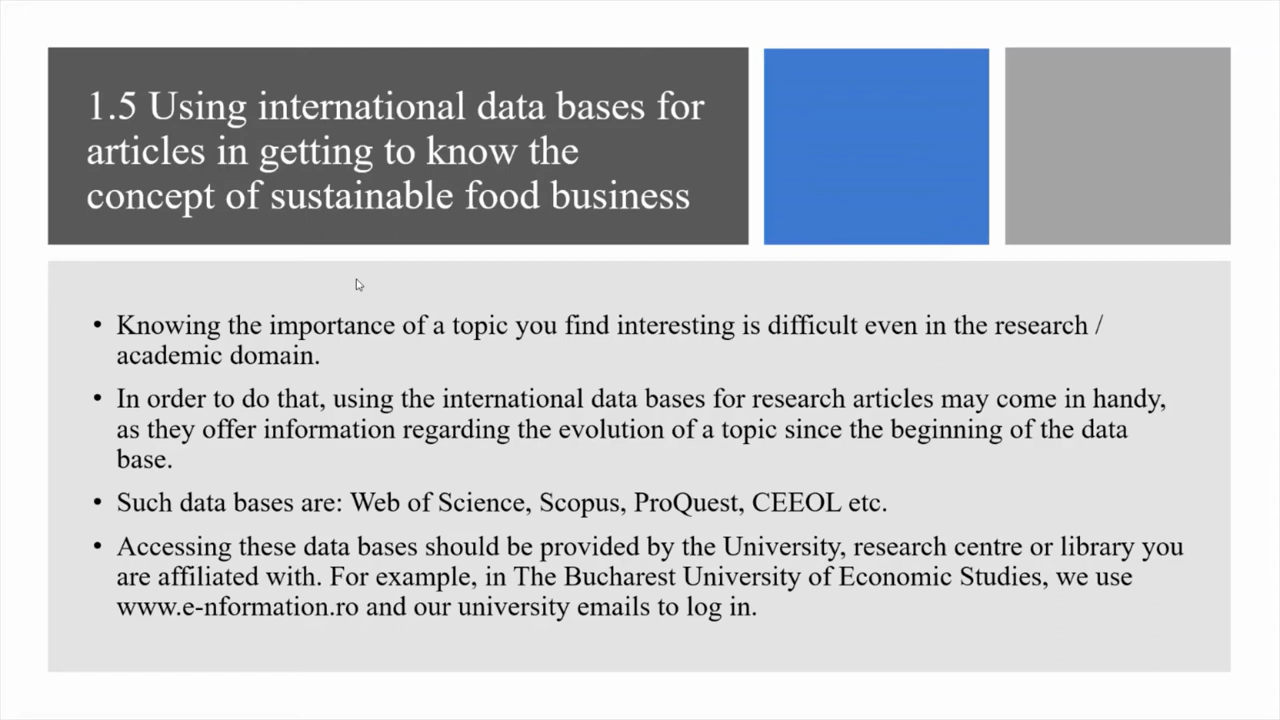 1.5 Using international data bases for
articles in getting to know the
concept of sustainable food business
• Knowing the importance of a topic you find interesting is difficult even in the research /
academic domain.
• In order to do that, using the international data bases for research articles may come in handy,
as they offer information regarding the evolution of a topic since the beginning of the data
base.
• Such data bases are: Web of Science, Scopus, ProQuest, CEEOL etc.
• Accessing these data bases should be provided by the University, research centre or library you
are affiliated with. For example, in The Bucharest University of Economic Studies, we use
www.e-nformation.ro and our university emails to log in.